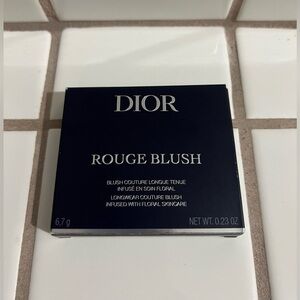 DIOR
ROUGE BLUSH
BLUSH COUTURE LONGUE TENUE
INFUSÉ EN SOIN FLORAL
LONGWEAR COUTURE BLUSH
INFUSED WITH FLORAL SKINCARE
6,7 g NET WT. 0.23 OZ